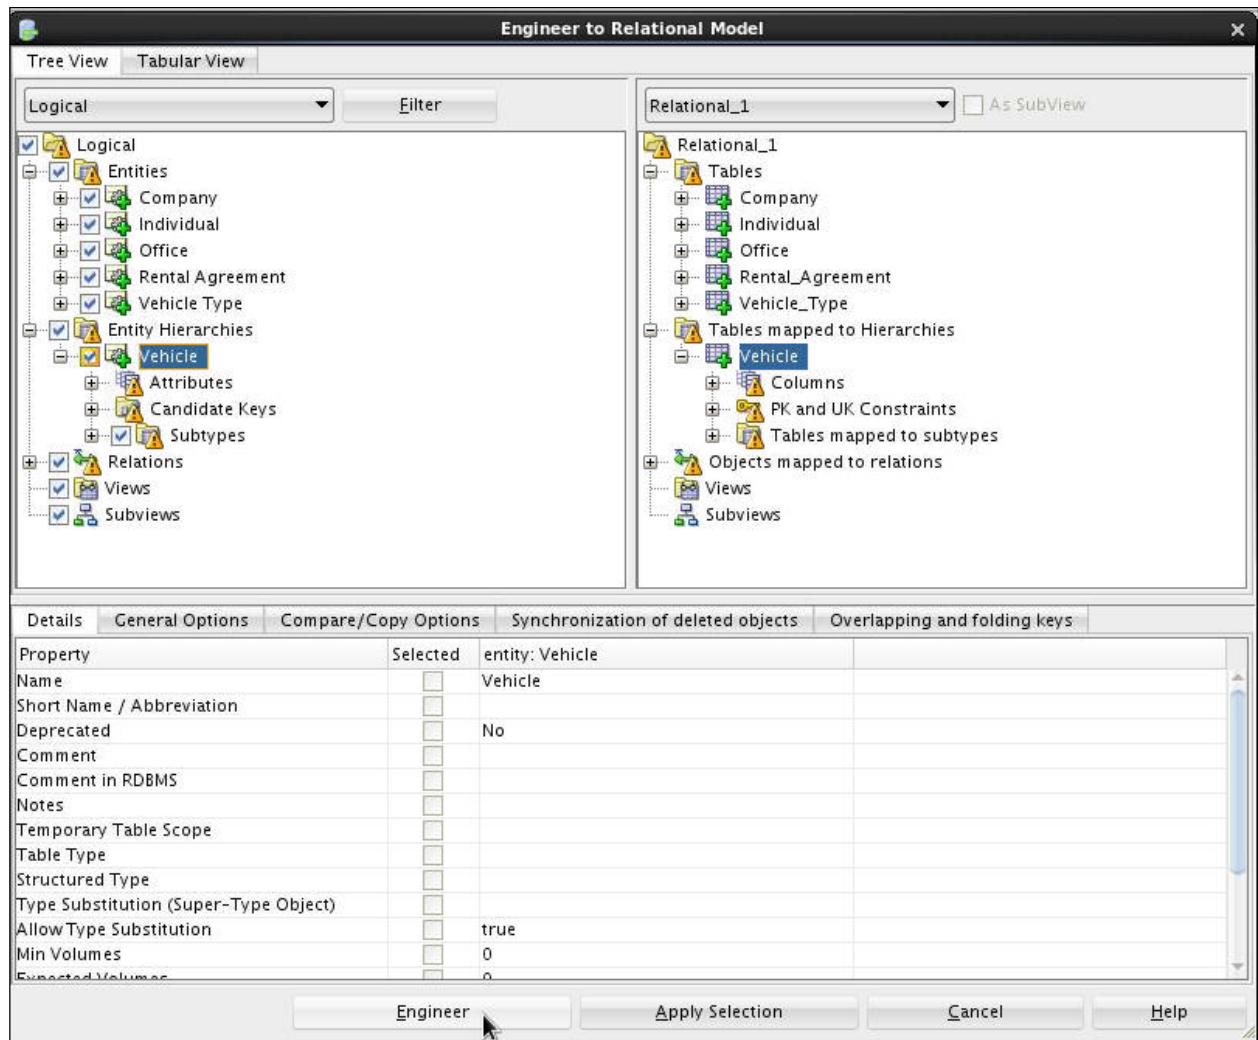 Engineer to Relational Model
Tree View Tabular View
Logical Filter
Logical
Entities
Company
Individual
Office
Rental Agreement
Vehicle Type
Entity Hierarchies
Vehicle
Attributes
Candidate Keys
Subtypes
Relations
Views
Subviews
Relational_1 As SubView
Relational_1
Tables
Company
Individual
Office
Rental_Agreement
Vehicle_Type
Tables mapped to Hierarchies
Vehicle
Columns
PK and UK Constraints
Tables mapped to subtypes
Objects mapped to relations
Views
Subviews
Details General Options Compare/Copy Options Synchronization of deleted objects Overlapping and folding keys
Property Selected entity: Vehicle
Name Vehicle
Short Name / Abbreviation
Deprecated No
Comment
Comment in RDBMS
Notes
Temporary Table Scope
Table Type
Structured Type
Type Substitution (Super-Type Object)
Allow Type Substitution true
Min Volumes 0
Expected Volumes 0
Engineer Apply Selection Cancel Help